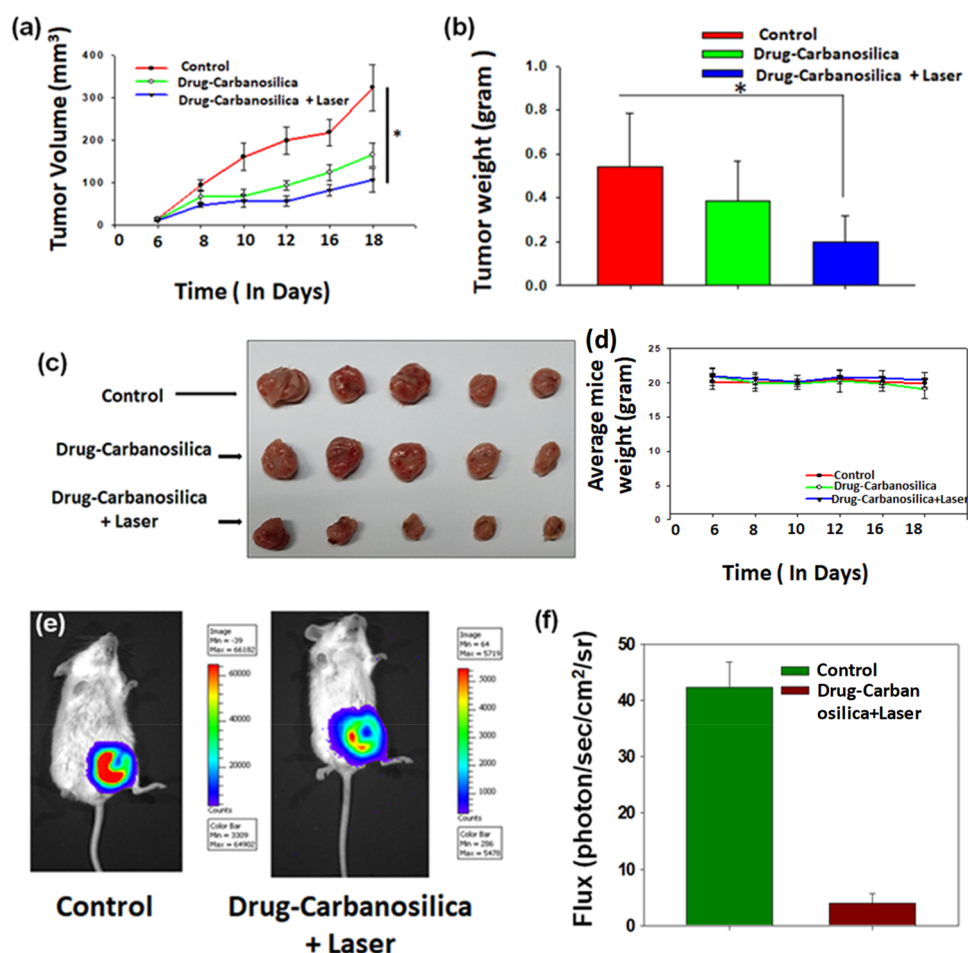 (a)
Tumor Volume (mm³)
400
300
200
100
0
0 6 8 10 12 16 18
Time ( In Days)
Control
Drug-Carbanosilica
Drug-Carbanosilica + Laser
*
(b)
Control
Drug-Carbanosilica
Drug-Carbanosilica + Laser
Tumor weight (gram)
1.0
0.8
0.6
0.4
0.2
0.0
*
(c)
Control
Drug-Carbanosilica
Drug-Carbanosilica
+ Laser
(d)
Average mice
weight (gram)
25
20
15
10
5
0
0 6 8 10 12 16 18
Time ( In Days)
Control
Drug-Carbanosilica
Drug-Carbanosilica+Laser
(e)
Image
Min = -39
Max = 66182
60000
40000
20000
Counts
Color Bar
Min = 3309
Max = 64902
Control
Image
Min = 64
Max = 5719
5000
4000
3000
2000
1000
Counts
Color Bar
Min = 286
Max = 5478
Drug-Carbanosilica
+ Laser
(f)
Flux (photon/sec/cm²/sr)
50
40
30
20
10
0
Control
Drug-Carban
osilica+Laser